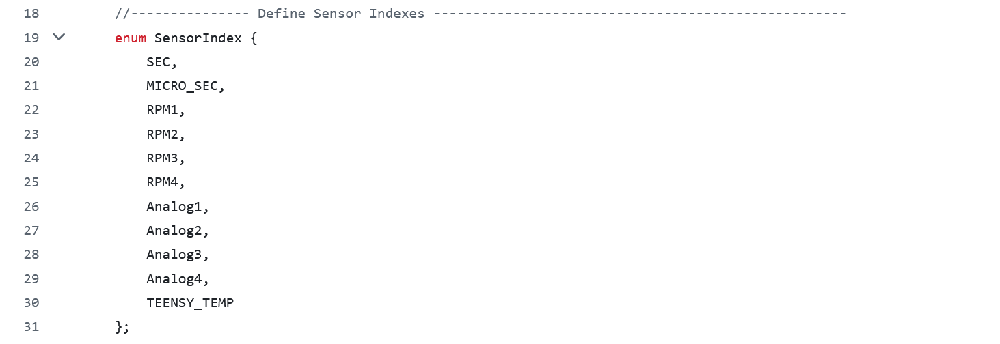 18 //--------------- Define Sensor Indexes ----------------------------------------------------
19 enum SensorIndex {
20 SEC,
21 MICRO_SEC,
22 RPM1,
23 RPM2,
24 RPM3,
25 RPM4,
26 Analog1,
27 Analog2,
28 Analog3,
29 Analog4,
30 TEENSY_TEMP
31 };